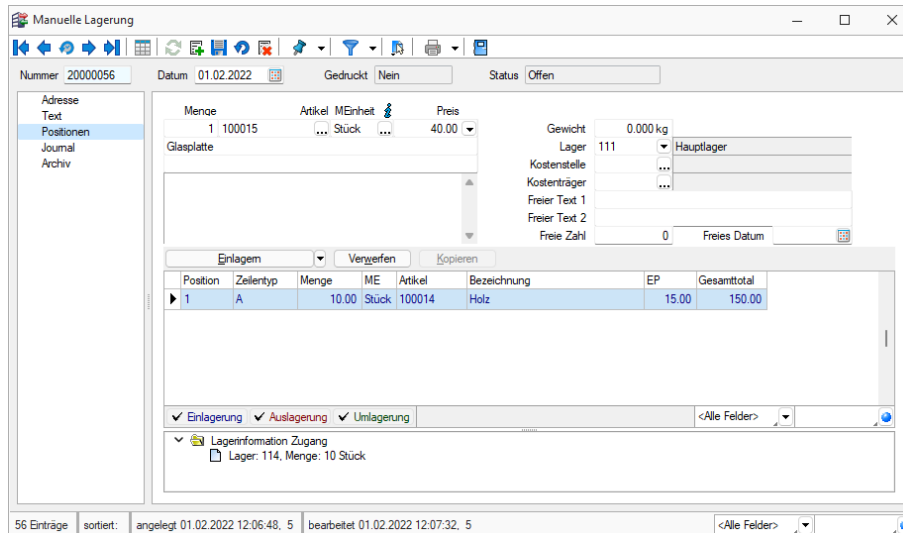 Manuelle Lagerung
Nummer 20000056 Datum 01.02.2022 Gedruckt Nein Status Offen
Adresse
Text
Positionen
Journal
Archiv
Menge Artikel MEinheit Preis
1 100015 ... Stück ... 40.00
Glasplatte
Gewicht 0.000 kg
Lager 111 Hauptlager
Kostenstelle ...
Kostenträger ...
Freier Text 1
Freier Text 2
Freie Zahl 0 Freies Datum
Einlagern Verwerfen Kopieren
Position Zeilentyp Menge ME Artikel Bezeichnung EP Gesamttotal
1 A 10.00 Stück 100014 Holz 15.00 150.00
Einlagerung Auslagerung Umlagerung <Alle Felder>
Lagerinformation Zugang
Lager: 114, Menge: 10 Stück
56 Einträge sortiert: angelegt 01.02.2022 12:06:48, 5 bearbeitet 01.02.2022 12:07:32, 5 <Alle Felder>